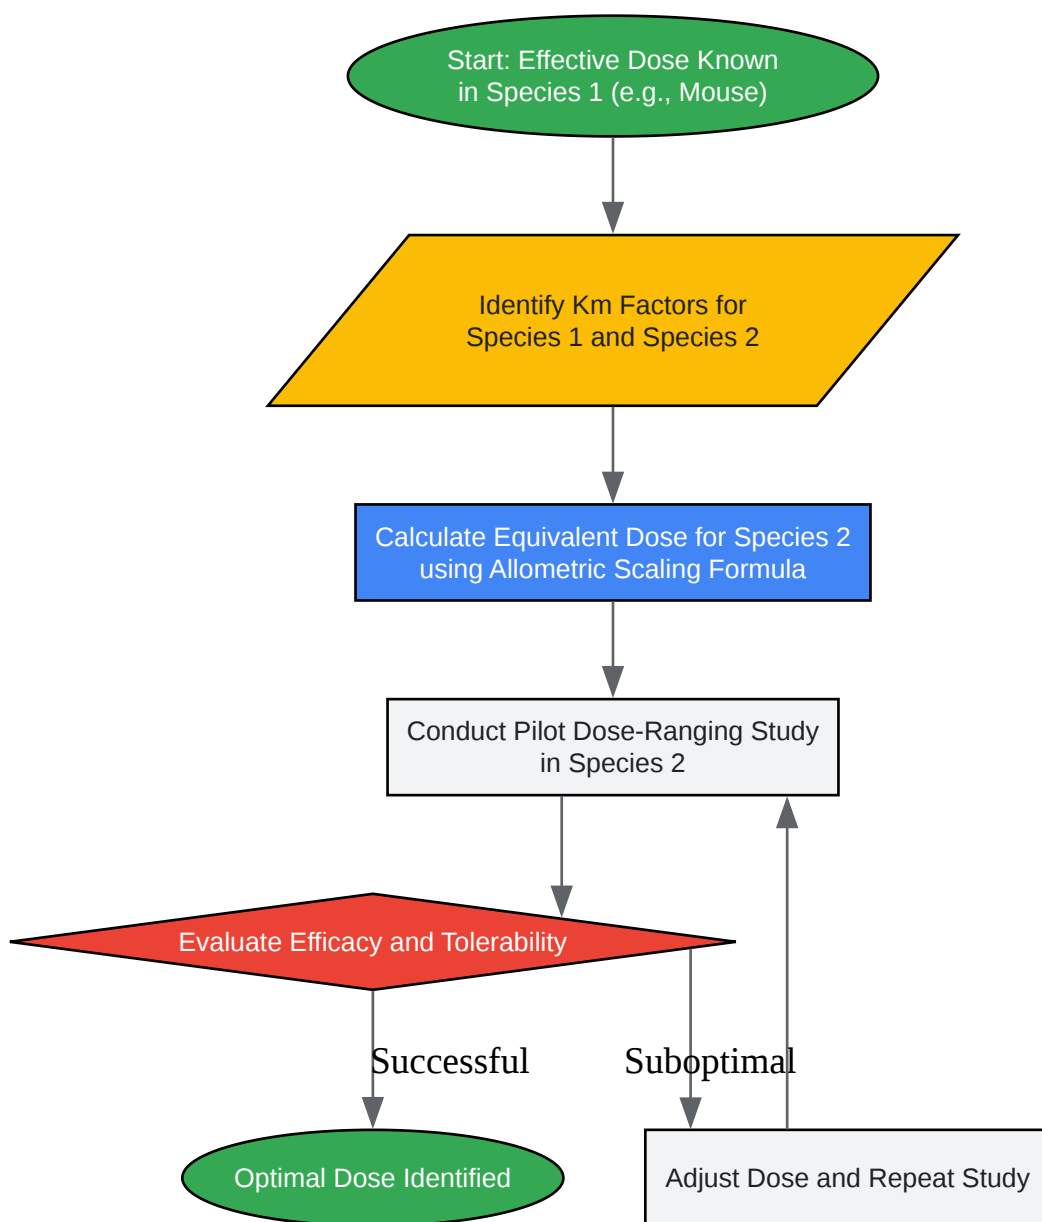 Start: Effective Dose Known
in Species 1 (e.g., Mouse)
Identify Km Factors for
Species 1 and Species 2
Calculate Equivalent Dose for Species 2
using Allometric Scaling Formula
Conduct Pilot Dose-Ranging Study
in Species 2
Evaluate Efficacy and Tolerability
Successful
Suboptimal
Optimal Dose Identified
Adjust Dose and Repeat Study